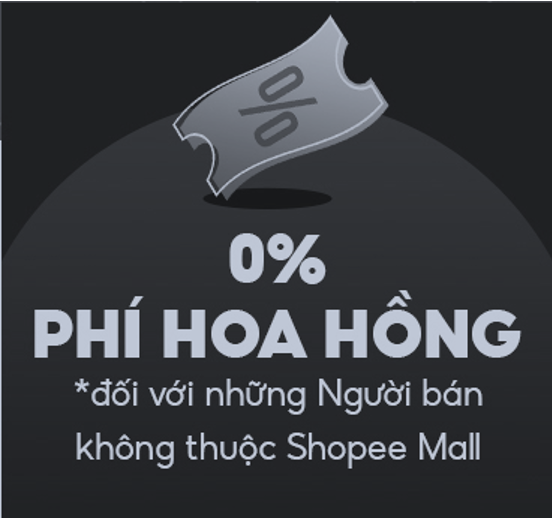 %
0%
PHÍ HOA HỒNG
*đối với những Người bán
không thuộc Shopee Mall